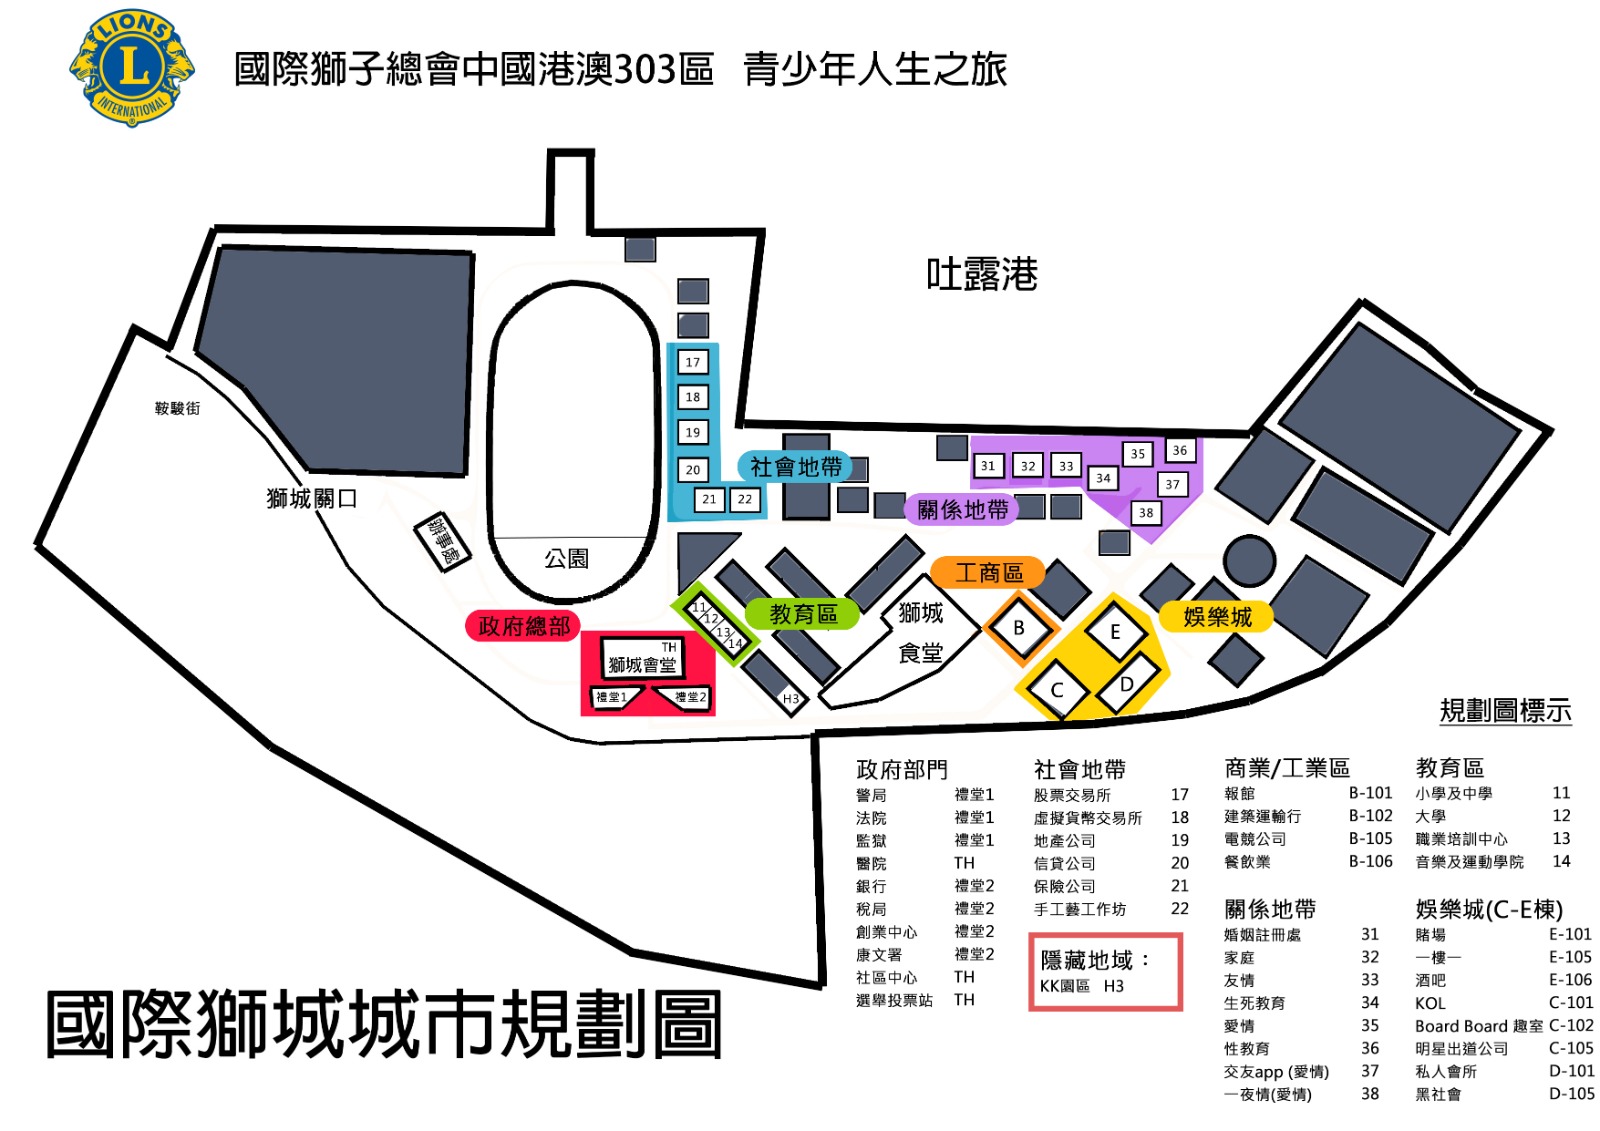 LIONS
L
INTERNATIONAL
®
國際獅子總會中國港澳303區 青少年人生之旅
吐露港
鞍駿街
獅城關口
辦事處
公園
17
18
19
20
21
22
社會地帶
31
32
33
34
35
36
37
38
關係地帶
工商區
B
娛樂城
E
C
D
教育區
11
12
13
14
H3
獅城
食堂
政府總部
TH
獅城會堂
禮堂1
禮堂2
規劃圖標示
政府部門
警局 禮堂1
法院 禮堂1
監獄 禮堂1
醫院 TH
銀行 禮堂2
稅局 禮堂2
創業中心 禮堂2
康文署 禮堂2
社區中心 TH
選舉投票站 TH
社會地帶
股票交易所 17
虛擬貨幣交易所 18
地產公司 19
信貸公司 20
保險公司 21
手工藝工作坊 22
隱藏地域：
KK園區 H3
商業/工業區
報館 B-101
建築運輸行 B-102
電競公司 B-105
餐飲業 B-106
關係地帶
婚姻註冊處 31
家庭 32
友情 33
生死教育 34
愛情 35
性教育 36
交友app (愛情) 37
一夜情(愛情) 38
教育區
小學及中學 11
大學 12
職業培訓中心 13
音樂及運動學院 14
娛樂城(C-E棟)
賭場 E-101
一樓一 E-105
酒吧 E-106
KOL C-101
Board Board 趣室 C-102
明星出道公司 C-105
私人會所 D-101
黑社會 D-105
國際獅城城市規劃圖